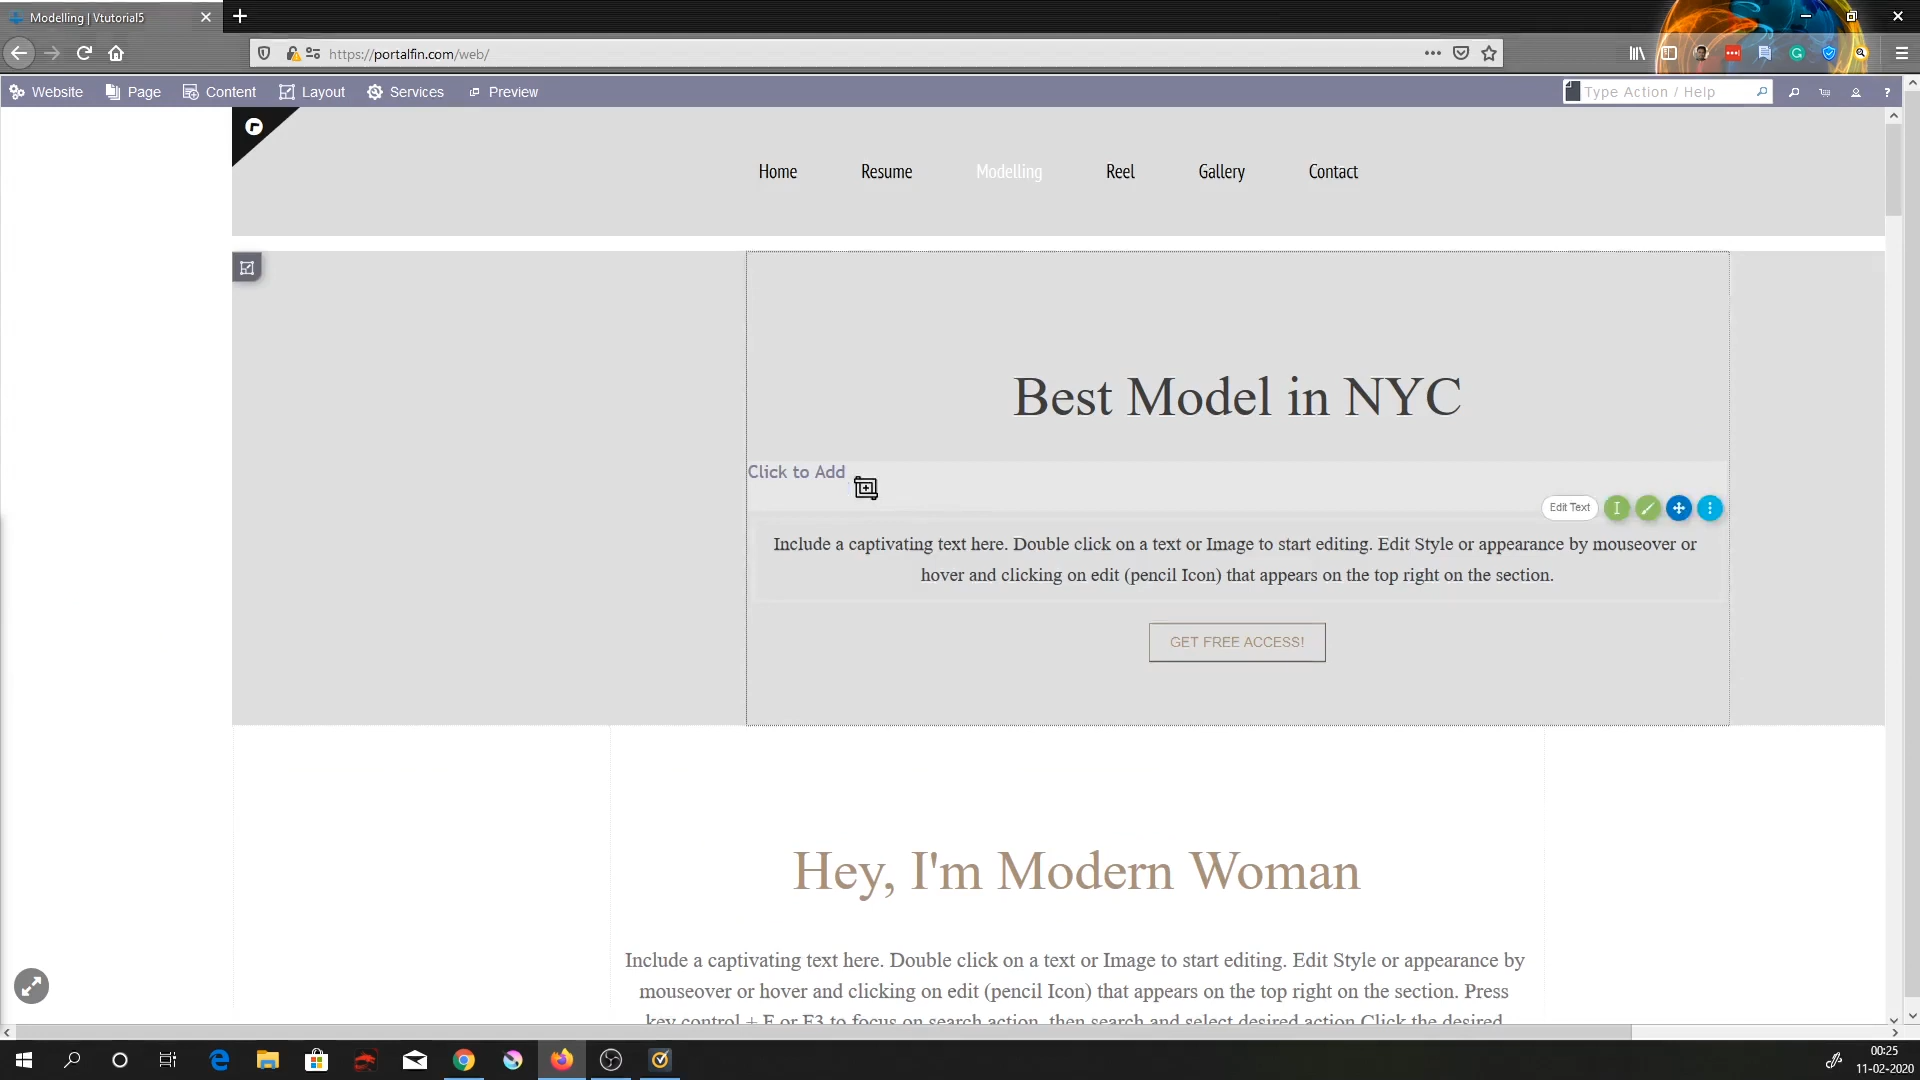 Modelling | Vtutorial5
https://portalfin.com/web/
Website Page Content Layout Services Preview
Type Action / Help
?
Home Resume Modelling Reel Gallery Contact
Best Model in NYC
Click to Add
Edit Text
Include a captivating text here. Double click on a text or Image to start editing. Edit Style or appearance by mouseover or
hover and clicking on edit (pencil Icon) that appears on the top right on the section.
GET FREE ACCESS!
Hey, I'm Modern Woman
Include a captivating text here. Double click on a text or Image to start editing. Edit Style or appearance by
mouseover or hover and clicking on edit (pencil Icon) that appears on the top right on the section. Press
key control + F or F3 to focus on search action, then search and select desired action.Click the desired
00:25
11-02-2020